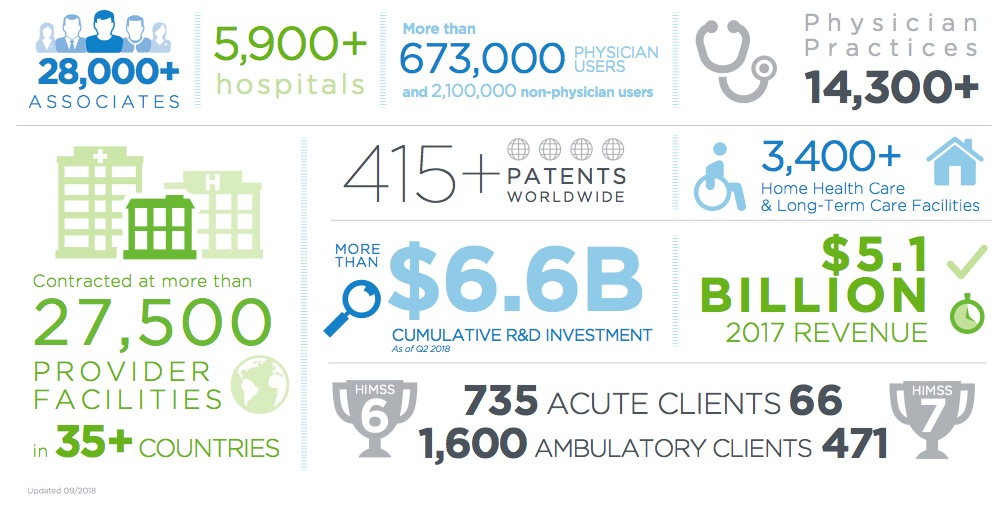 28,000+
ASSOCIATES
5,900+
hospitals
More than
673,000 PHYSICIAN USERS
and 2,100,000 non-physician users
Physician
Practices
14,300+
H
Contracted at more than
27,500
PROVIDER
FACILITIES
in 35+ COUNTRIES
415+ PATENTS
WORLDWIDE
3,400+
Home Health Care
& Long-Term Care Facilities
MORE
THAN
$6.6B
CUMULATIVE R&D INVESTMENT
As of Q2 2018
$5.1
BILLION
2017 REVENUE
HIMSS
6
735 ACUTE CLIENTS 66
1,600 AMBULATORY CLIENTS 471
HIMSS
7
Updated 09/2018